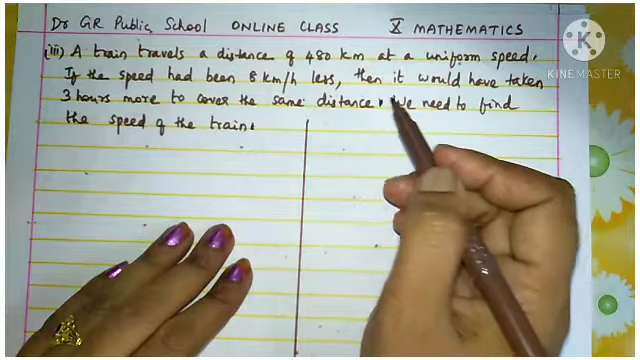 Dr GR Public School ONLINE CLASS X MATHEMATICS
(iii) A train travels a distance of 480 km at a uniform speed.
If the speed had been 8 km/h less, then it would have taken
3 hours more to cover the same distance. We need to find
the speed of the train.
K
KINEMASTER